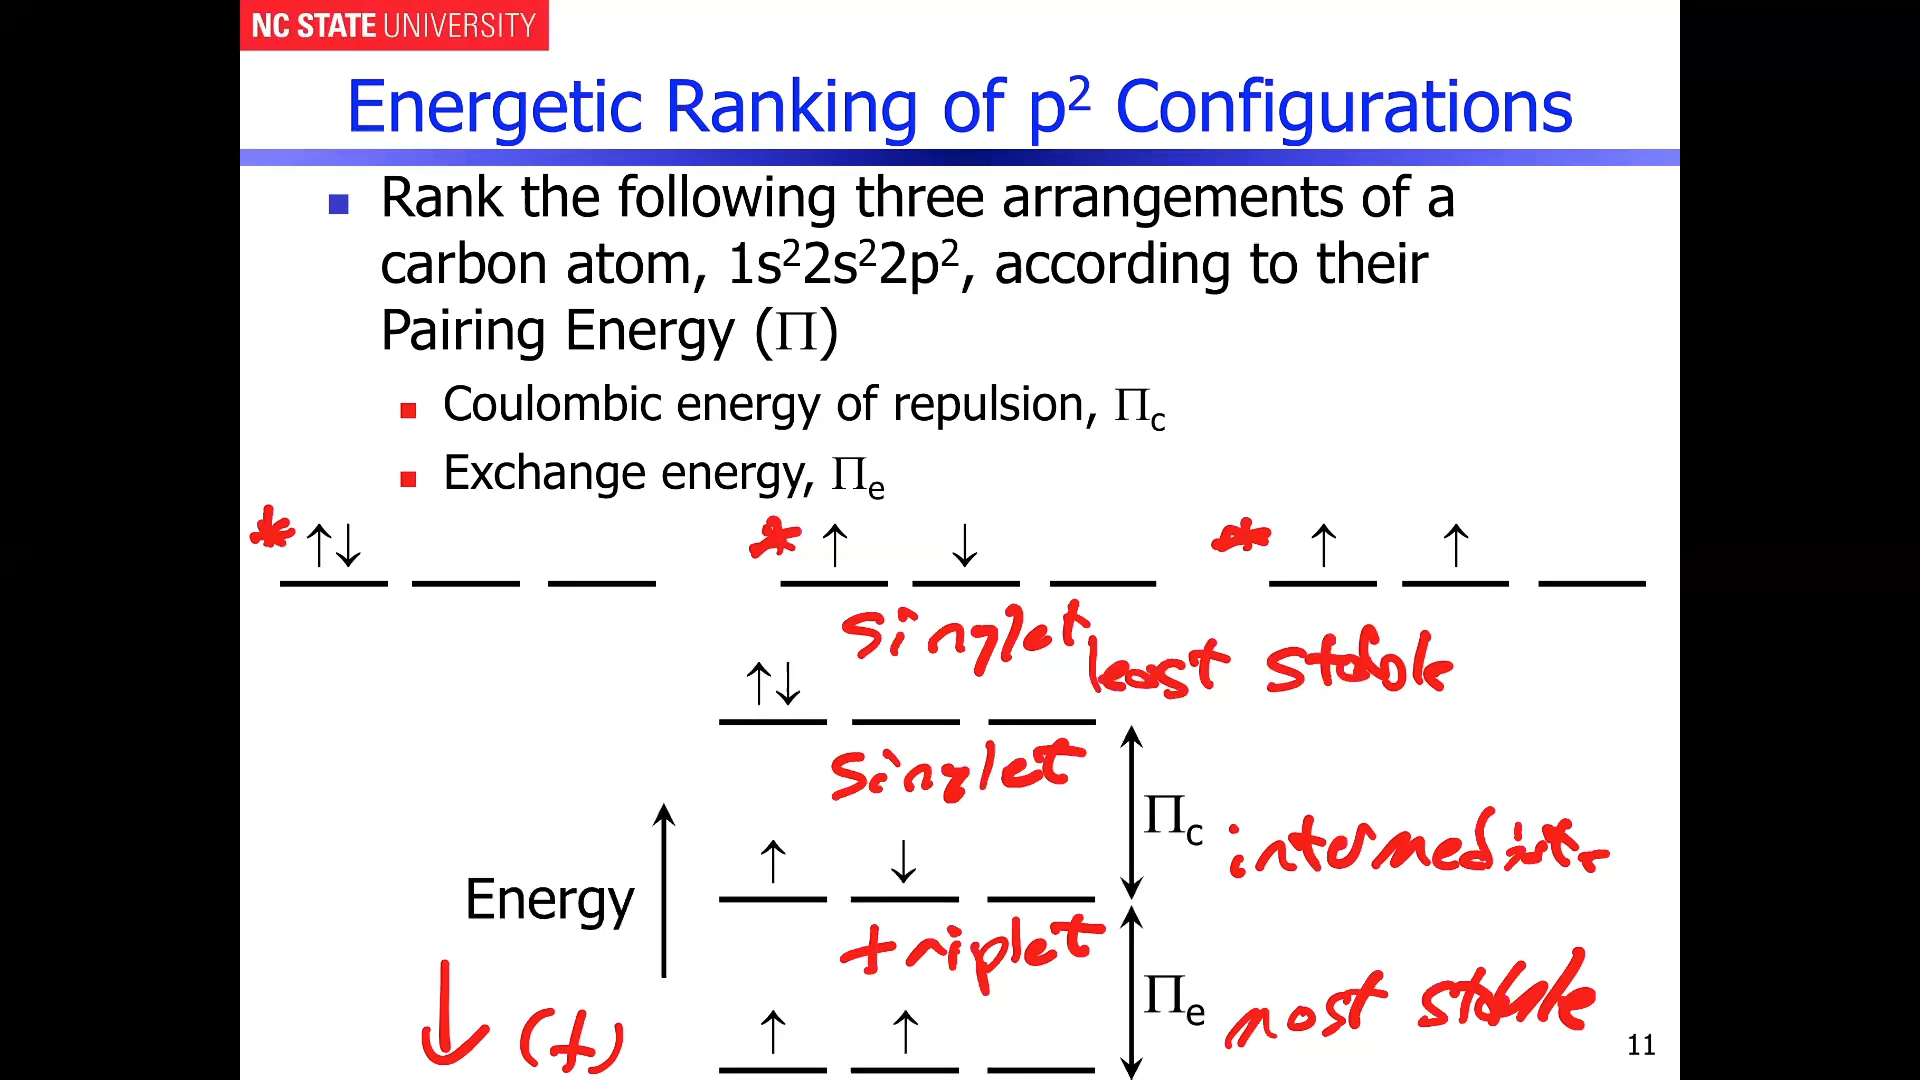 NC STATE UNIVERSITY
Energetic Ranking of p² Configurations
Rank the following three arrangements of a
carbon atom, 1s²2s²2p², according to their
Pairing Energy (Π)
Coulombic energy of repulsion, Πc
Exchange energy, Πe
* ↑↓ * ↑ ↓ * ↑ ↑
singlet
least stable
↑↓
singlet
Πc intermediate
↑ ↓
Energy
triplet
Πe most stable
↓ (+)
↑ ↑
11